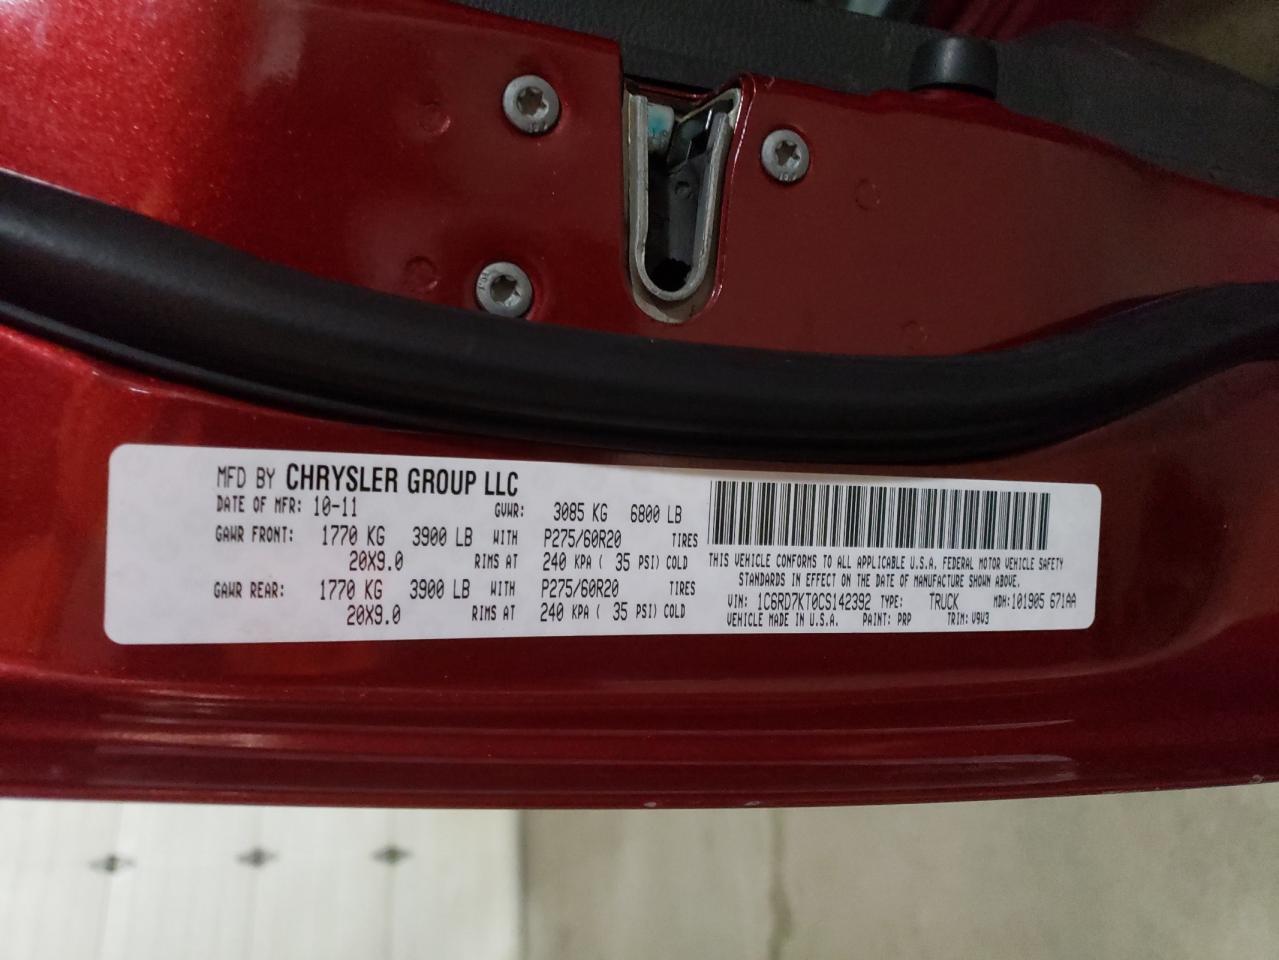 MFD BY CHRYSLER GROUP LLC
DATE OF MFR: 10-11 GVWR: 3085 KG 6800 LB
GAWR FRONT: 1770 KG 3900 LB WITH P275/60R20 TIRES
20X9.0 RIMS AT 240 KPA ( 35 PSI) COLD
GAWR REAR: 1770 KG 3900 LB WITH P275/60R20 TIRES
20X9.0 RIMS AT 240 KPA ( 35 PSI) COLD
THIS VEHICLE CONFORMS TO ALL APPLICABLE U.S.A. FEDERAL MOTOR VEHICLE SAFETY
STANDARDS IN EFFECT ON THE DATE OF MANUFACTURE SHOWN ABOVE.
VIN: 1C6RD7KT0CS142392 TYPE: TRUCK MDH: 101905 671AA
VEHICLE MADE IN U.S.A. PAINT: PRP TRIM: V9V3